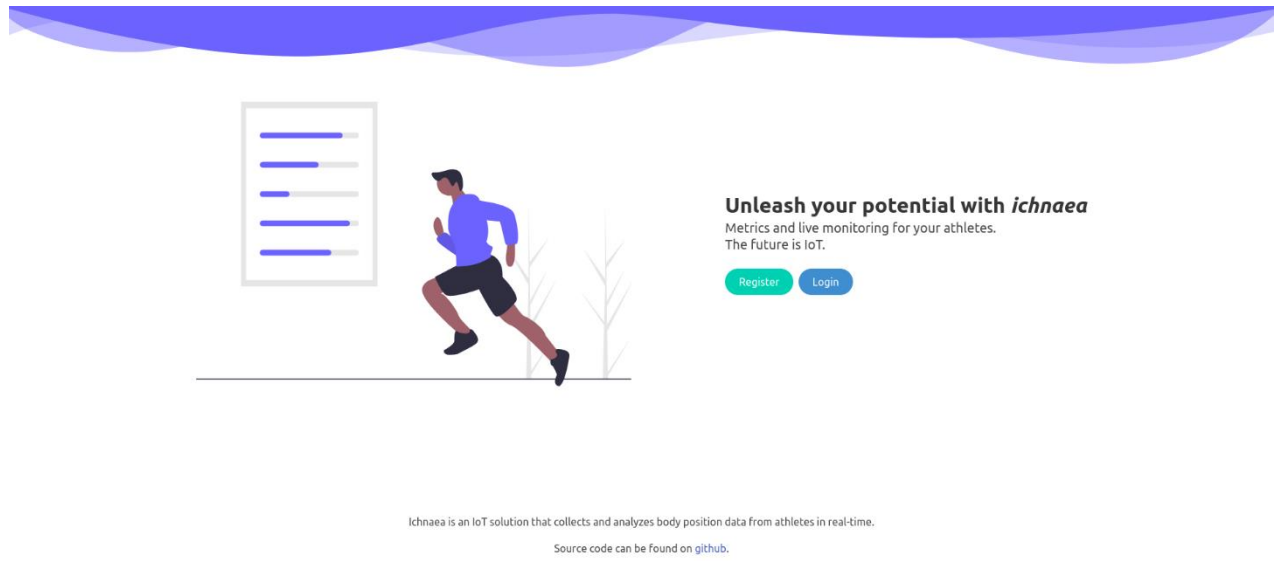 Unleash your potential with ichnaea
Metrics and live monitoring for your athletes.
The future is IoT.
Register Login
Ichnaea is an IoT solution that collects and analyzes body position data from athletes in real-time.
Source code can be found on github.